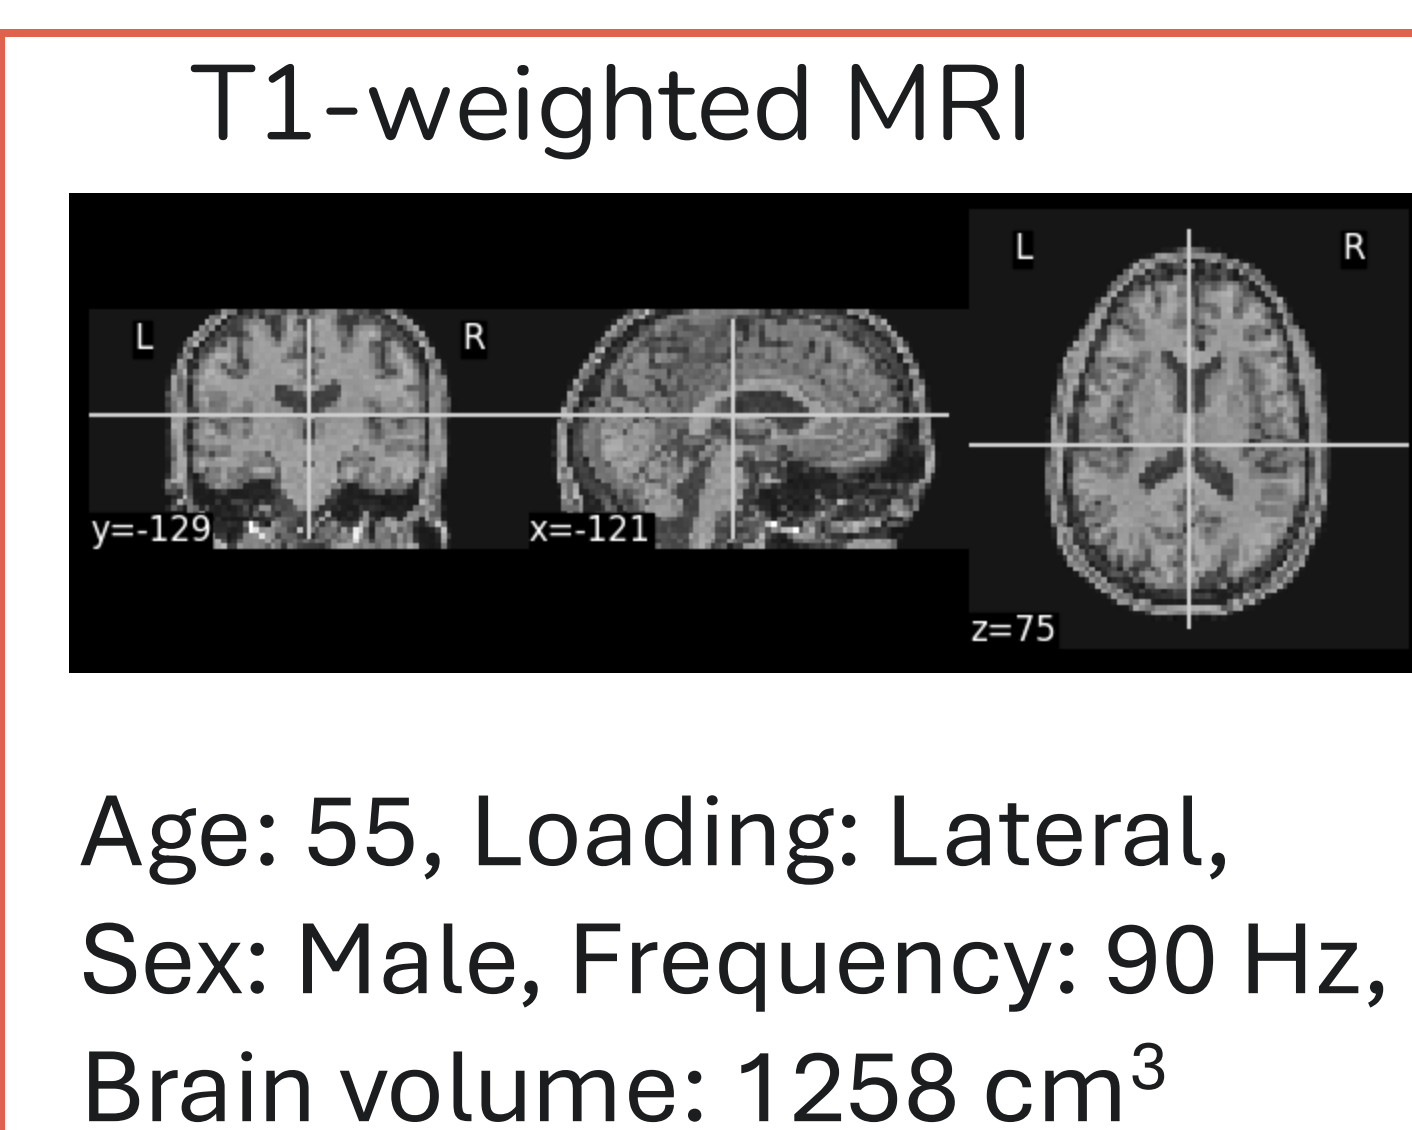 T1-weighted MRI
L R
L R
y=-129
x=-121
z=75
Age: 55, Loading: Lateral,
Sex: Male, Frequency: 90 Hz,
Brain volume: 1258 cm³